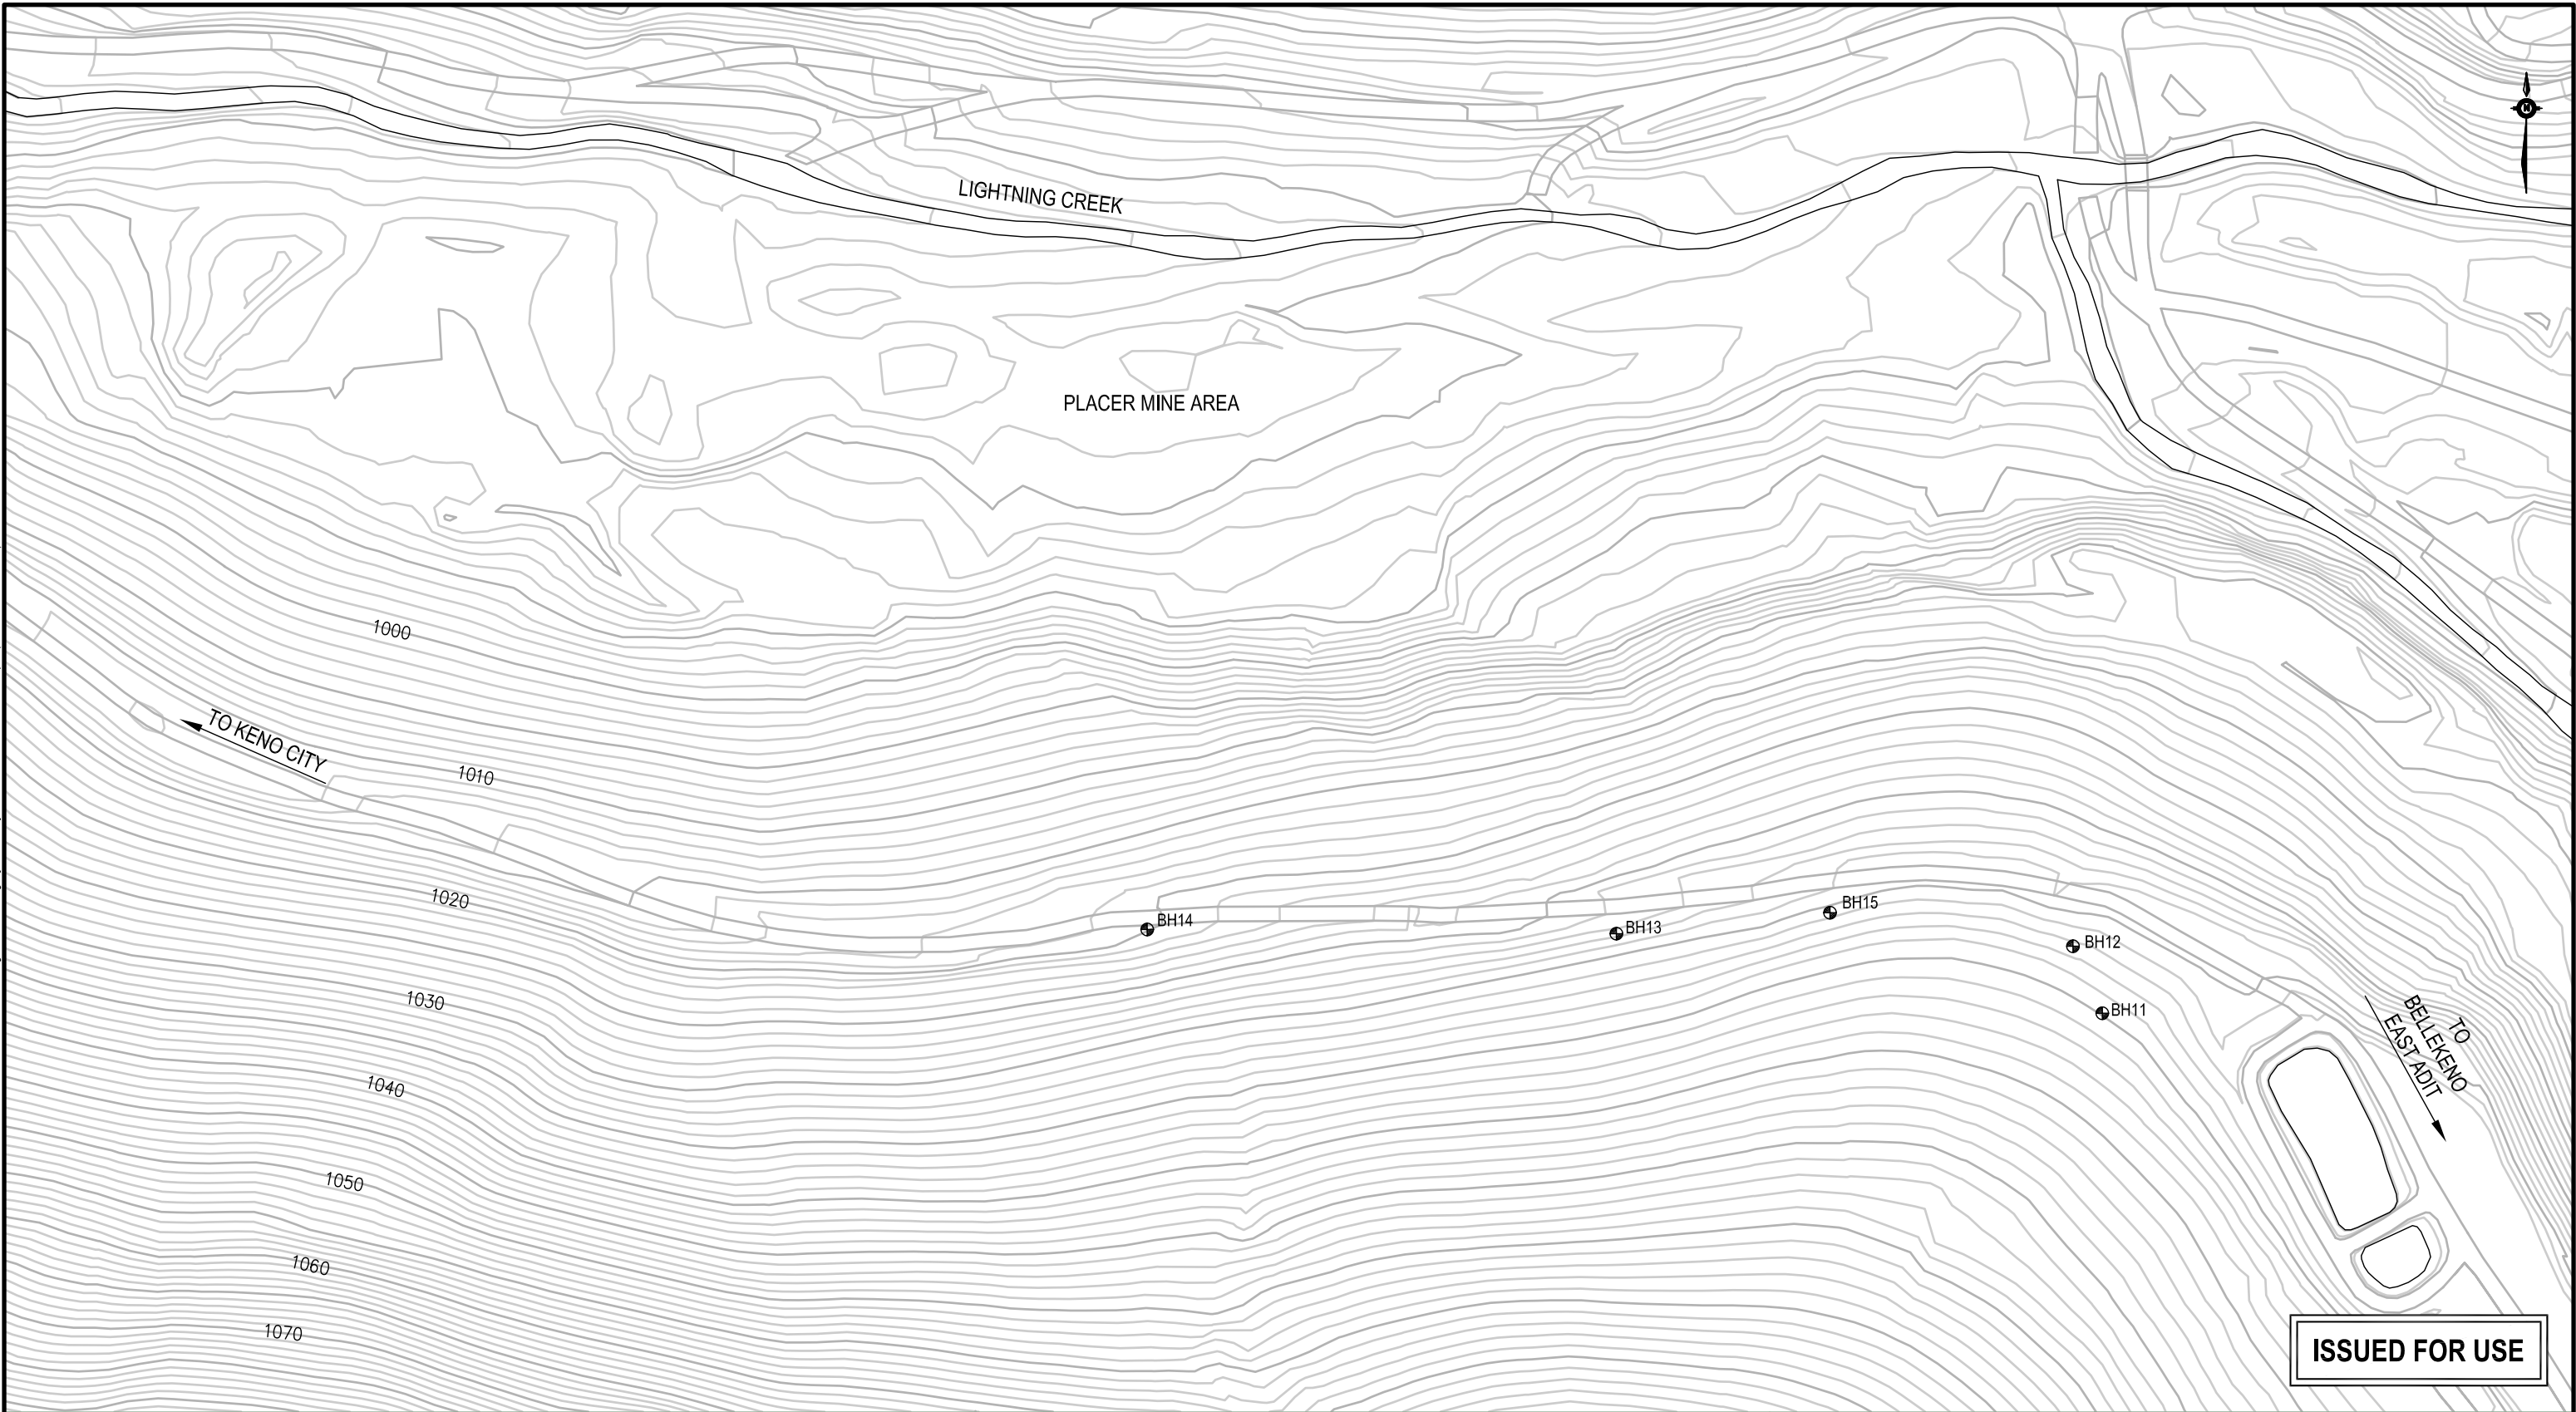 LIGHTNING CREEK
PLACER MINE AREA
1000
TO KENO CITY
1010
1020
BH14
BH13
BH15
BH12
BH11
1030
TO
BELLEKENO
EAST ADIT
1040
1050
1060
1070
ISSUED FOR USE